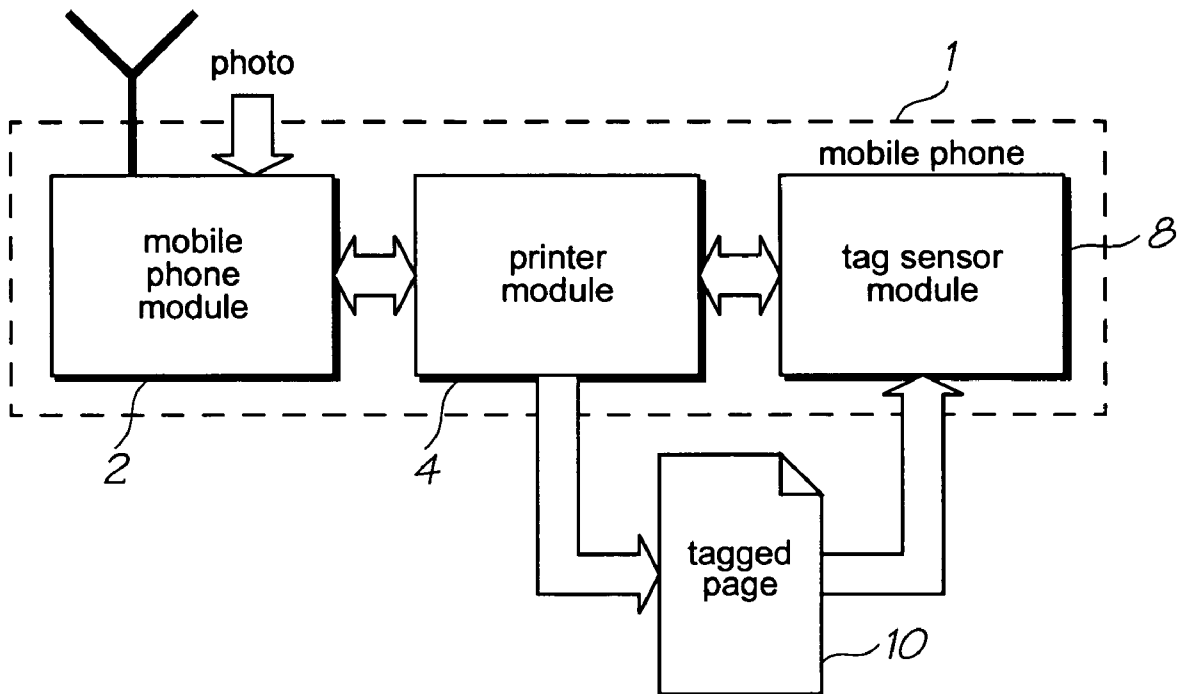 photo
1
mobile phone
mobile
phone
module
printer
module
tag sensor
module
8
2
4
tagged
page
10